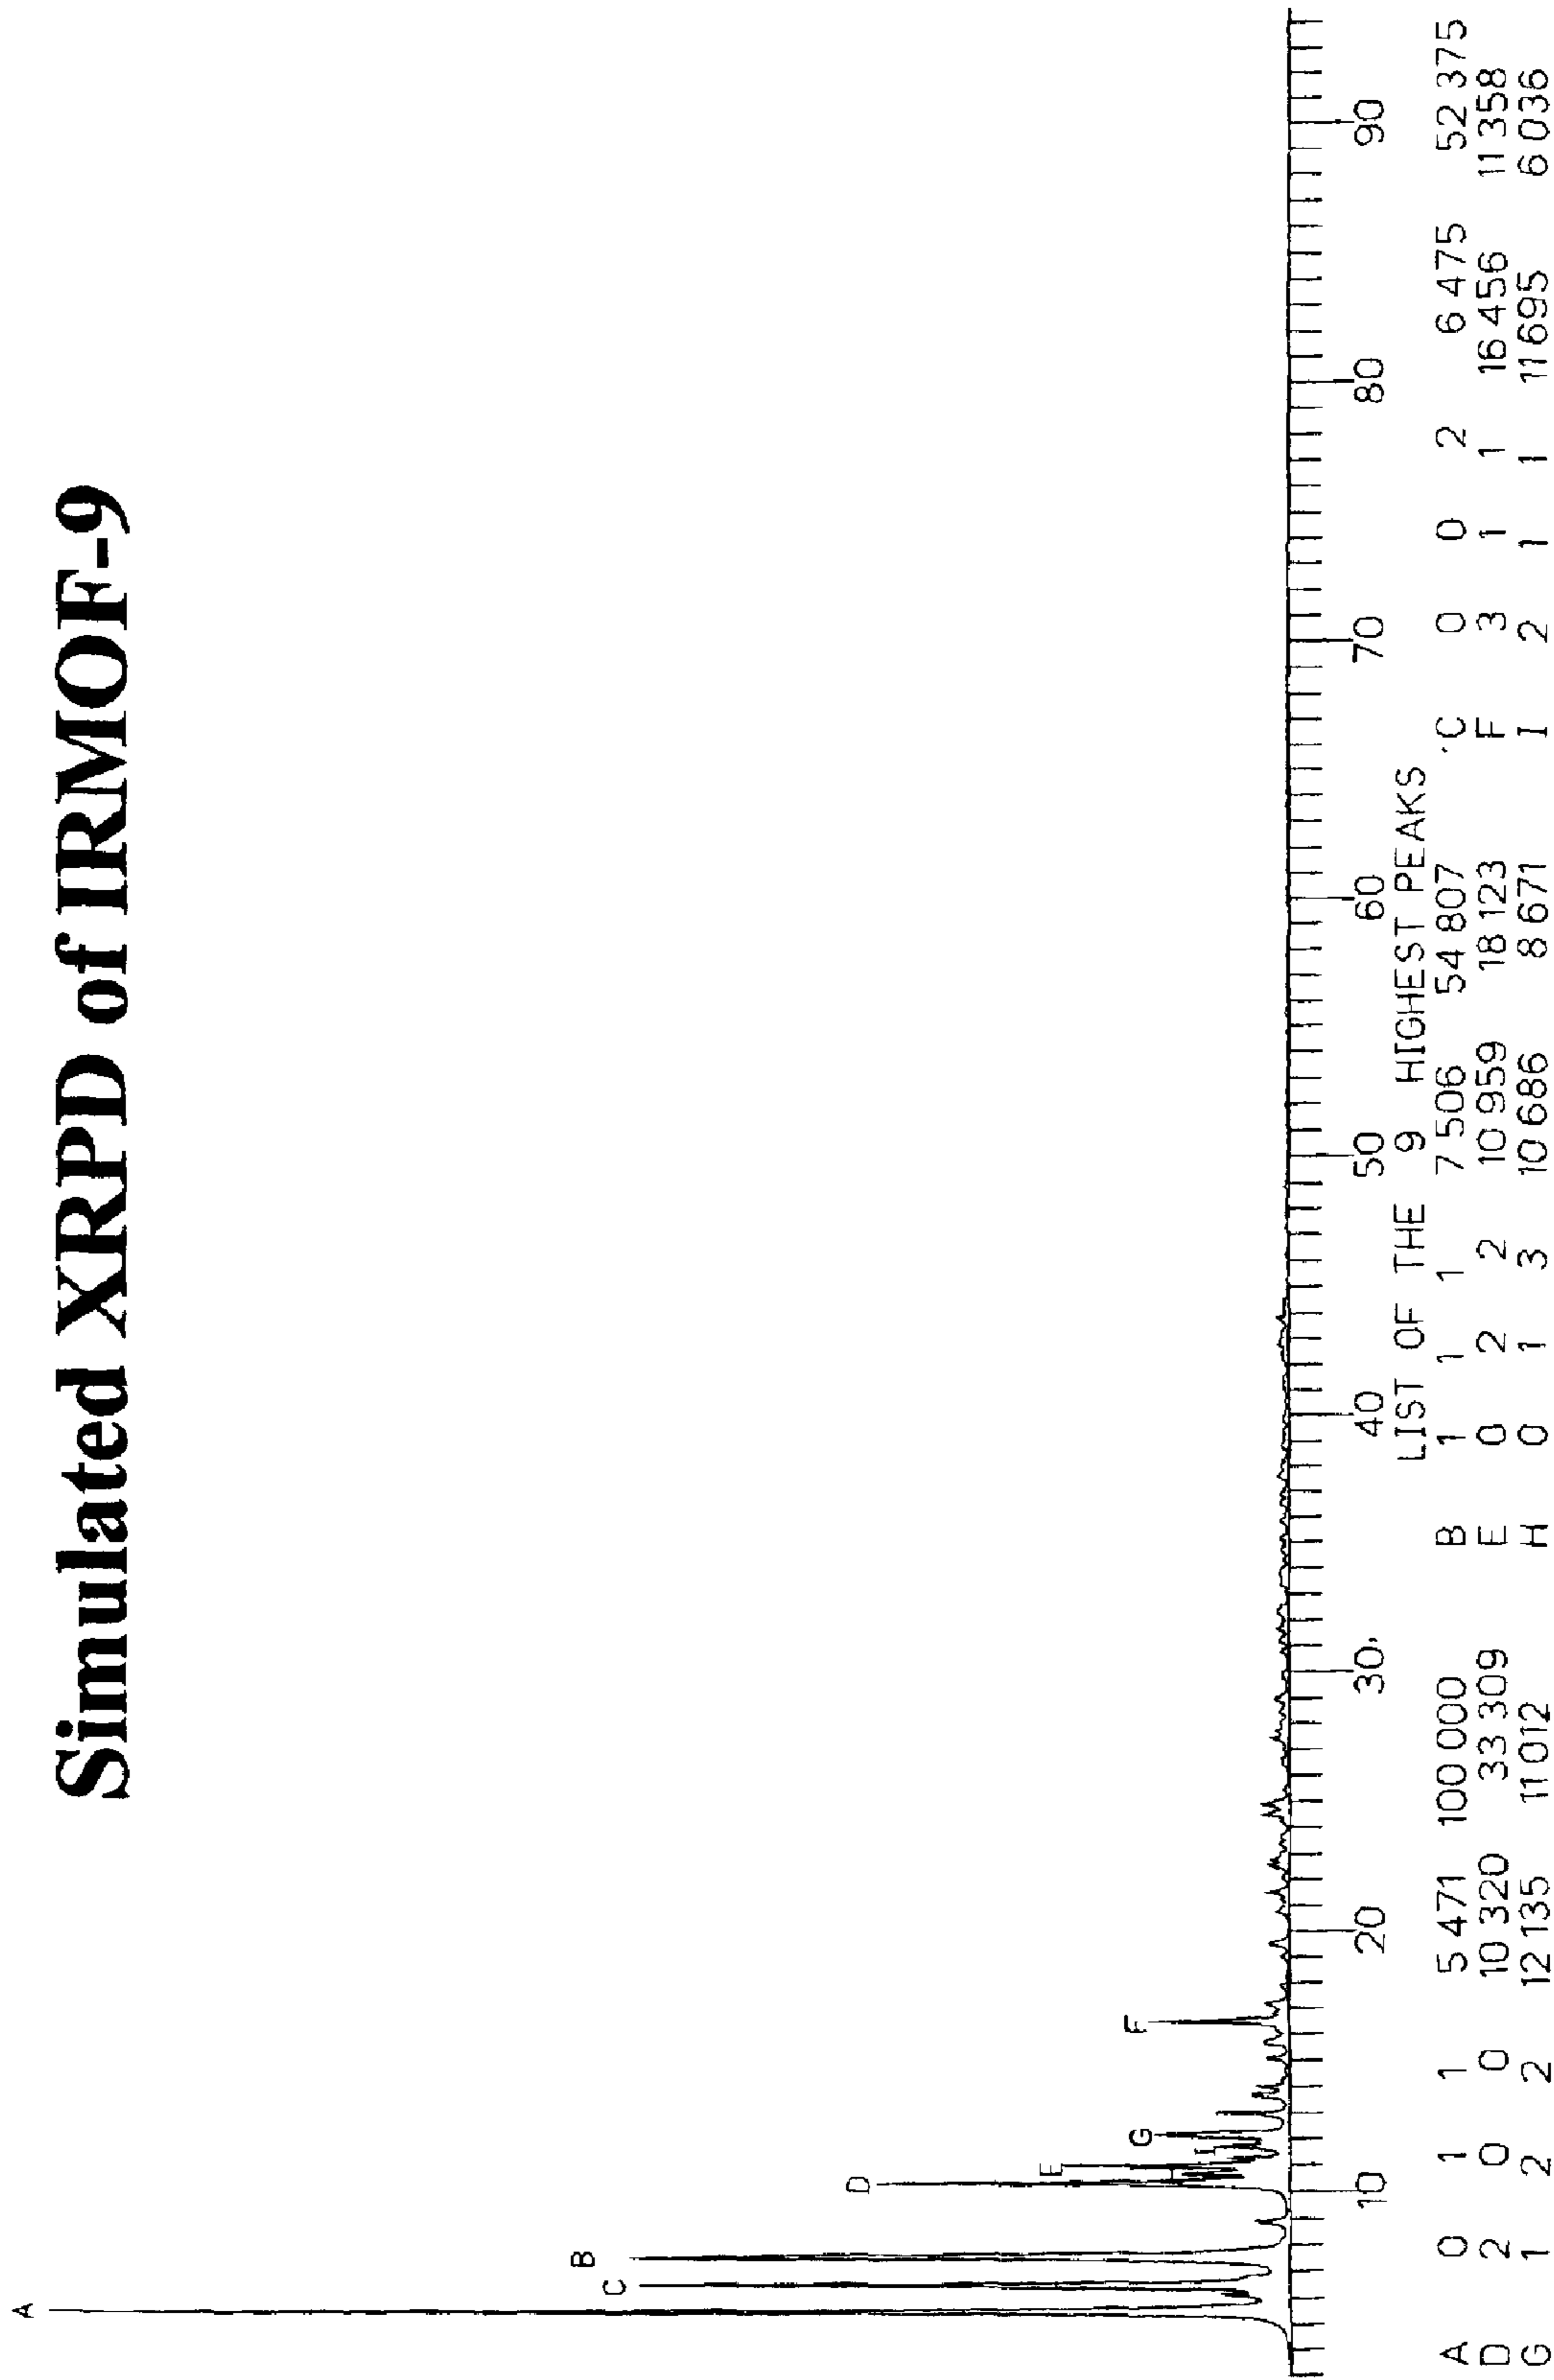 Simulated XRPD of IRMOF-9
A
B
C
D
E
G
F
10 20 30 40 50 60 70 80 90
LIST OF THE 9 HIGHEST PEAKS
A 0 1 1 5 471 100 000 B 1 1 1 7 506 54 807 C 0 0 2 6 475 52 375
D 2 0 0 10 320 33 309 E 0 2 2 10 959 18 123 F 3 1 1 16 456 11 358
G 1 2 2 12 135 11 012 H 0 1 3 10 686 8 671 I 2 1 1 11 695 6 036